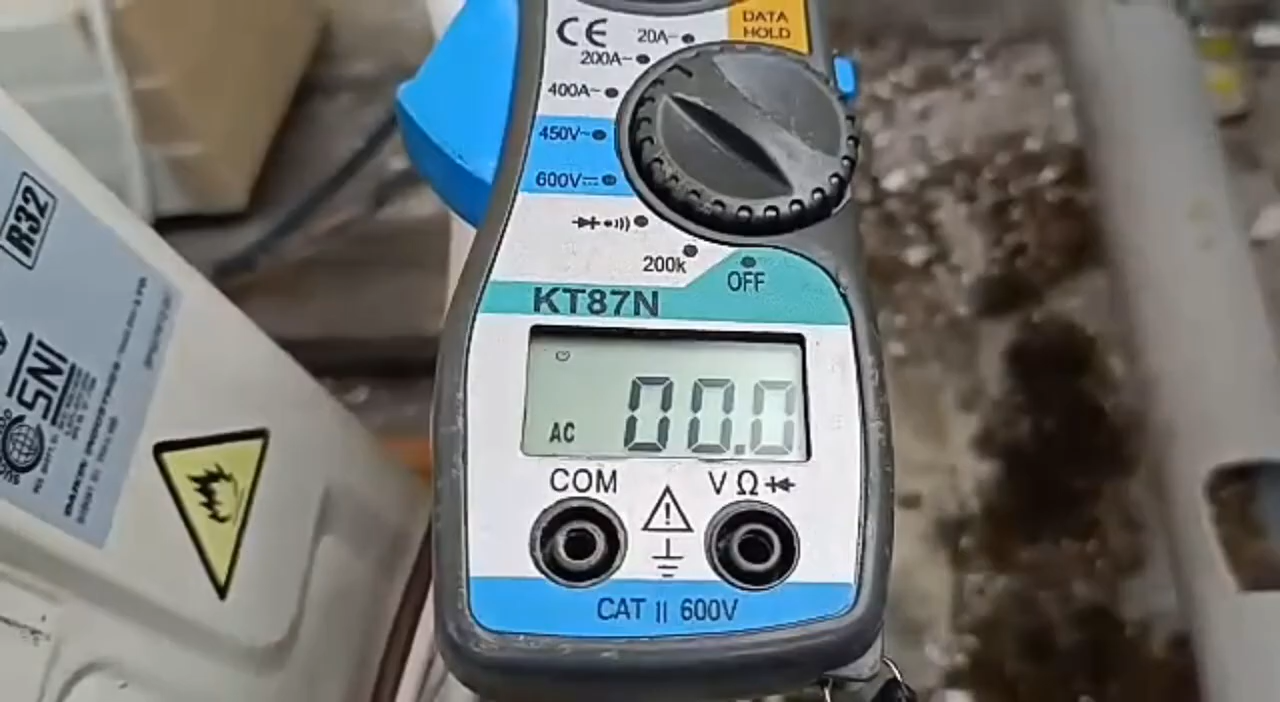 DATA
HOLD
CE
20A~
200A~
400A~
450V~
600V⎓
200k
OFF
KT87N
R32
SNI
AC
00.0
COM
V Ω
CAT II 600V